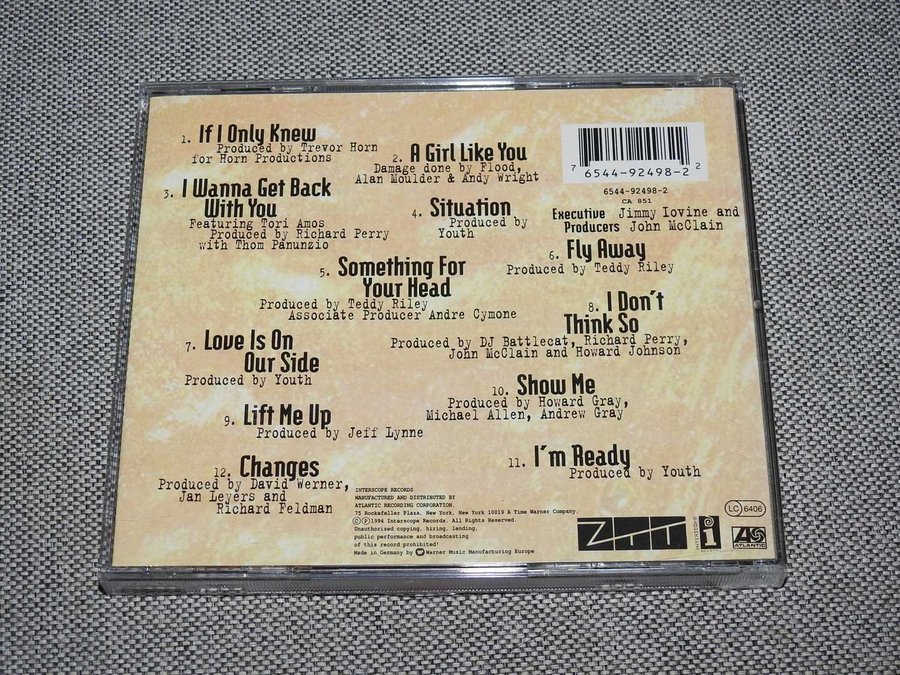 1. If I Only Knew
Produced by Trevor Horn
for Horn Productions
2. A Girl Like You
Damage done by Flood,
Alan Moulder & Andy Wright
3. I Wanna Get Back
With You
Featuring Tori Amos
Produced by Richard Perry
with Thom Panunzio
4. Situation
Produced by
Youth
5. Something For
Your Head
Produced by Teddy Riley
Associate Producer Andre Cymone
6. Fly Away
Produced by Teddy Riley
7. Love Is On
Our Side
Produced by Youth
8. I Don't
Think So
Produced by DJ Battlecat, Richard Perry,
John McClain and Howard Johnson
9. Lift Me Up
Produced by Jeff Lynne
10. Show Me
Produced by Howard Gray,
Michael Allen, Andrew Gray
11. I'm Ready
Produced by Youth
12. Changes
Produced by David Werner,
Jan Leyers and
Richard Feldman
7 6544-92498-2 2
6544-92498-2
CA 851
Executive Producers Jimmy Iovine and
John McClain
INTERSCOPE RECORDS
MANUFACTURED AND DISTRIBUTED BY
ATLANTIC RECORDING CORPORATION.
75 Rockefeller Plaza, New York, New York 10019 A Time Warner Company.
©℗1994 Interscope Records. All Rights Reserved.
Unauthorized copying, hiring, lending,
public performance and broadcasting
of this record prohibited!
Made in Germany by Warner Music Manufacturing Europe
ZTT
INTERSCOPE
RECORDS
i
LC 6406
ATLANTIC